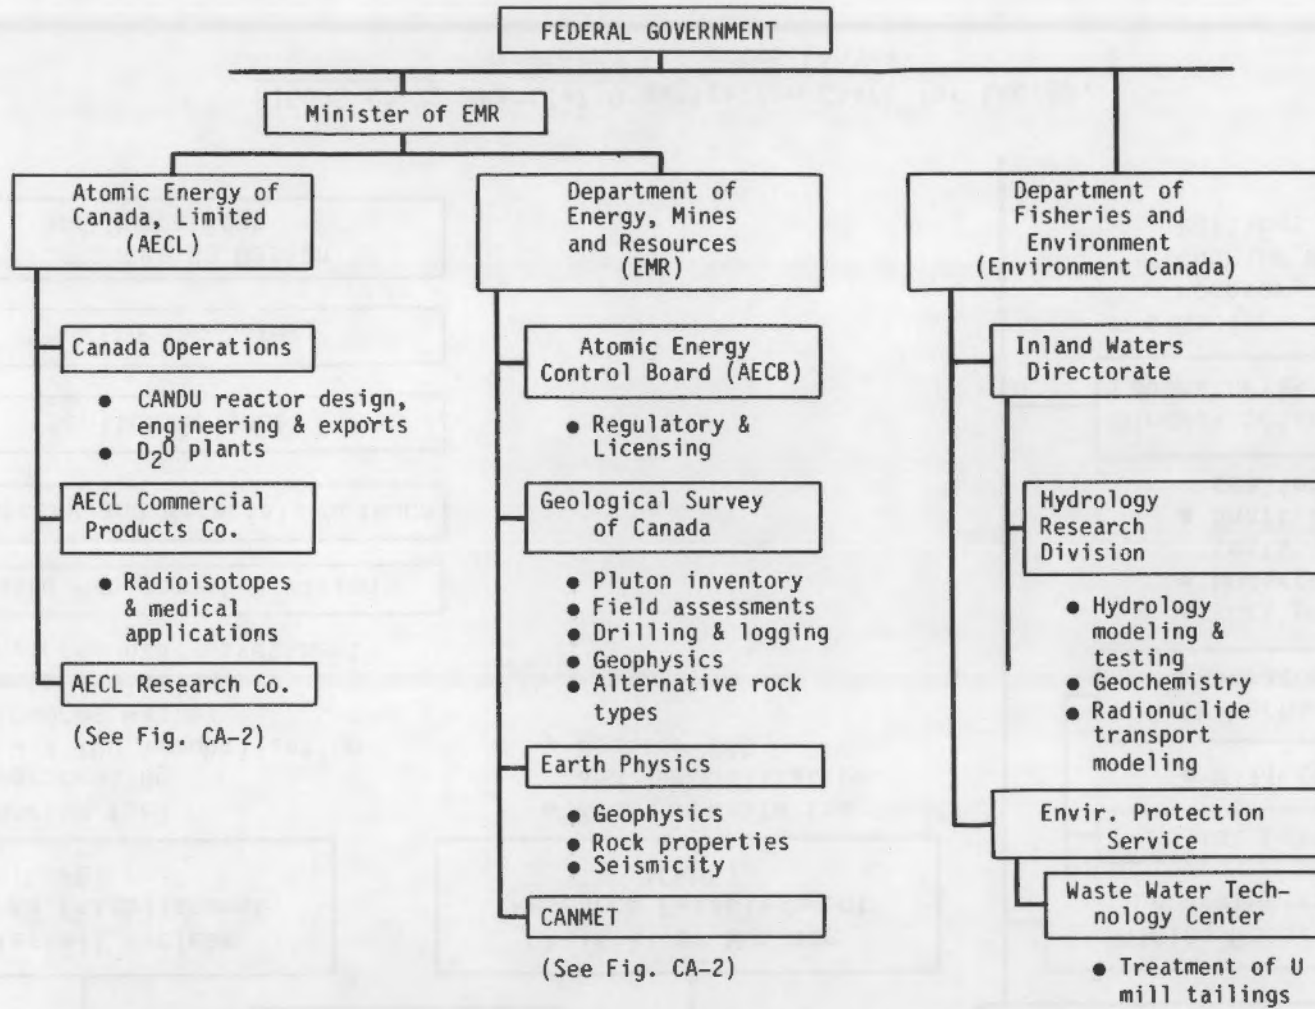 FEDERAL GOVERNMENT
Minister of EMR
Atomic Energy of
Canada, Limited
(AECL)
Canada Operations
● CANDU reactor design,
engineering & exports
● D₂O plants
AECL Commercial
Products Co.
● Radioisotopes
& medical
applications
AECL Research Co.
(See Fig. CA-2)
Department of
Energy, Mines
and Resources
(EMR)
Atomic Energy
Control Board (AECB)
● Regulatory &
Licensing
Geological Survey
of Canada
● Pluton inventory
● Field assessments
● Drilling & logging
● Geophysics
● Alternative rock
types
Earth Physics
● Geophysics
● Rock properties
● Seismicity
CANMET
(See Fig. CA-2)
Department of
Fisheries and
Environment
(Environment Canada)
Inland Waters
Directorate
Hydrology
Research
Division
● Hydrology
modeling &
testing
● Geochemistry
● Radionuclide
transport
modeling
Envir. Protection
Service
Waste Water Tech-
nology Center
● Treatment of U
mill tailings